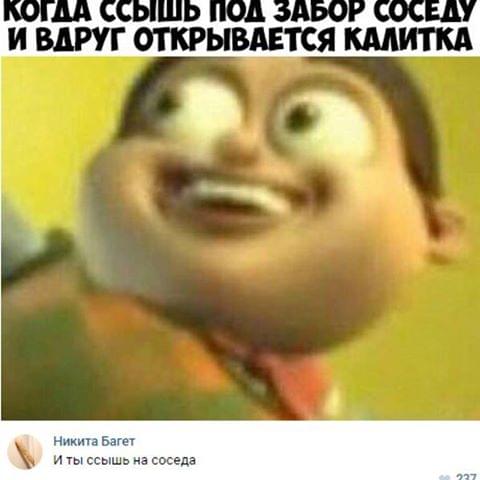 КОГДА ССЫШЬ ПОД ЗАБОР СОСЕДУ
И ВДРУГ ОТКРЫВАЕТСЯ КАЛИТКА
Никита Багет
И ты ссышь на соседа
237